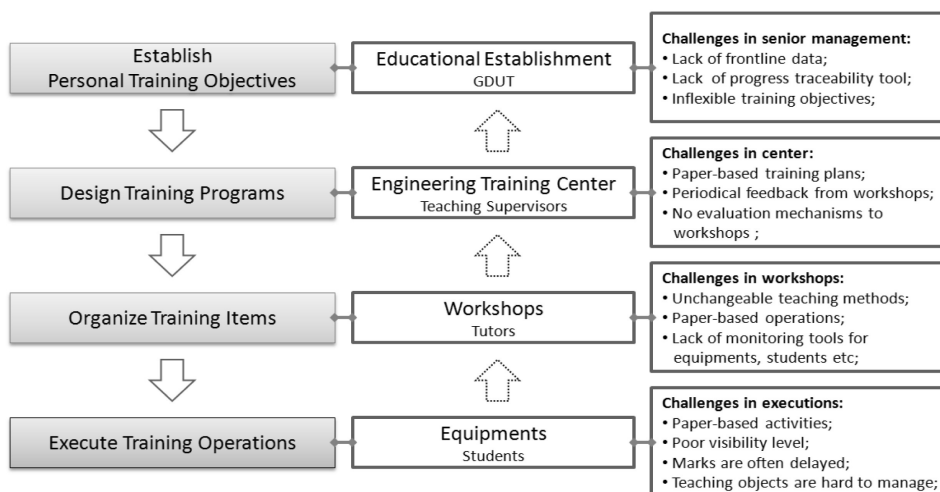 Establish
Personal Training Objectives
Educational Establishment
GDUT
Challenges in senior management:
• Lack of frontline data;
• Lack of progress traceability tool;
• Inflexible training objectives;
Design Training Programs
Engineering Training Center
Teaching Supervisors
Challenges in center:
• Paper-based training plans;
• Periodical feedback from workshops;
• No evaluation mechanisms to
workshops ;
Organize Training Items
Workshops
Tutors
Challenges in workshops:
• Unchangeable teaching methods;
• Paper-based operations;
• Lack of monitoring tools for
equipments, students etc;
Execute Training Operations
Equipments
Students
Challenges in executions:
• Paper-based activities;
• Poor visibility level;
• Marks are often delayed;
• Teaching objects are hard to manage;